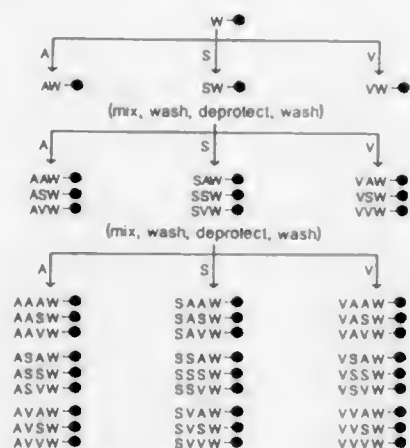 W
A S V
AW SW VW
(mix, wash, deprotect, wash)
A S V
AAW SAW VAW
ASW SSW VSW
AVW SVW VVW
(mix, wash, deprotect, wash)
A S V
AAAW SAAW VAAW
AASW SASW VASW
AAVW SAVW VAVW
ASAW SSAW VSAW
ASSW SSSW VSSW
ASVW SSVW VSVW
AVAW SVAW VVAW
AVSW SVSW VVSW
AVVW SVVW VVVW